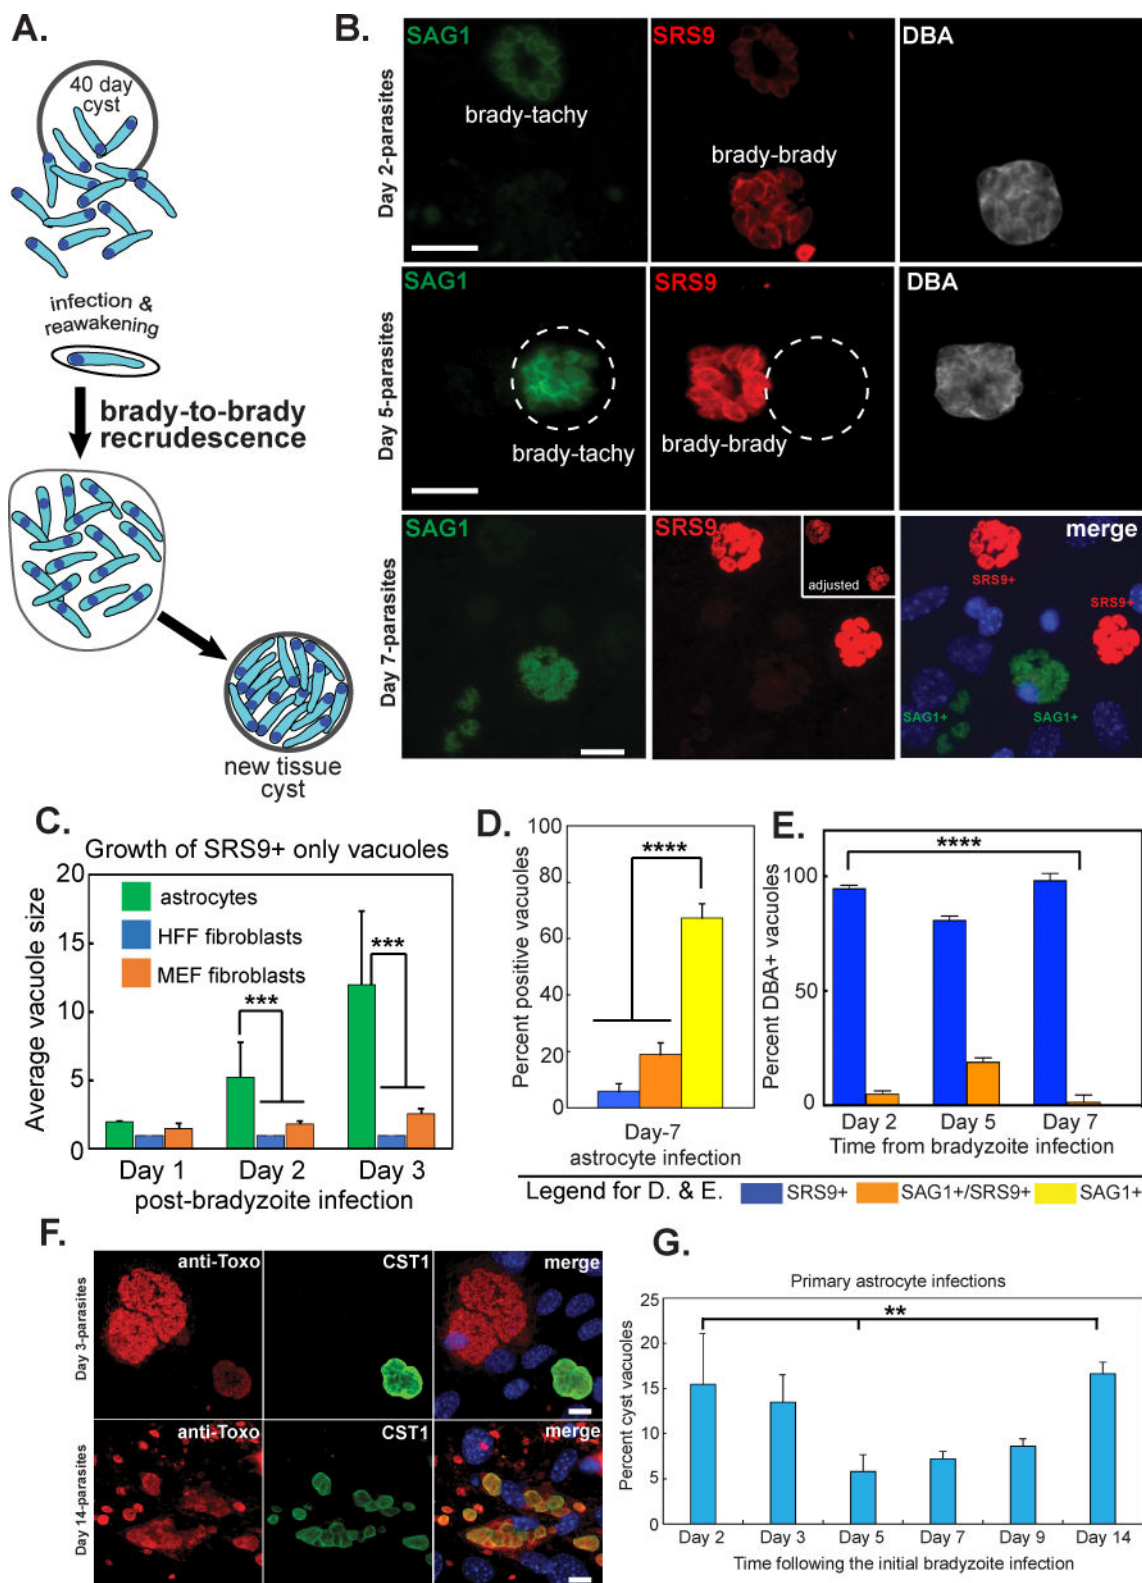 A.
40 day
cyst
infection &
reawakening
brady-to-brady
recrudescence
new tissue
cyst
B.
Day 2-parasites
SAG1
brady-tachy
SRS9
brady-brady
DBA
Day 5-parasites
SAG1
brady-tachy
SRS9
brady-brady
DBA
Day 7-parasites
SAG1
SRS9
adjusted
merge
SRS9+
SRS9+
SAG1+
SAG1+
C.
Growth of SRS9+ only vacuoles
Average vacuole size
20
15
10
5
0
astrocytes
HFF fibroblasts
MEF fibroblasts
***
***
Day 1
Day 2
Day 3
post-bradyzoite infection
D.
Percent positive vacuoles
100
80
60
40
20
0
****
Day-7
astrocyte infection
E.
Percent DBA+ vacuoles
100
50
0
****
Day 2
Day 5
Day 7
Time from bradyzoite infection
Legend for D. & E.
SRS9+
SAG1+/SRS9+
SAG1+
F.
Day 3-parasites
anti-Toxo
CST1
merge
Day 14-parasites
anti-Toxo
CST1
merge
G.
Primary astrocyte infections
Percent cyst vacuoles
25
20
15
10
5
0
**
Day 2
Day 3
Day 5
Day 7
Day 9
Day 14
Time following the initial bradyzoite infection